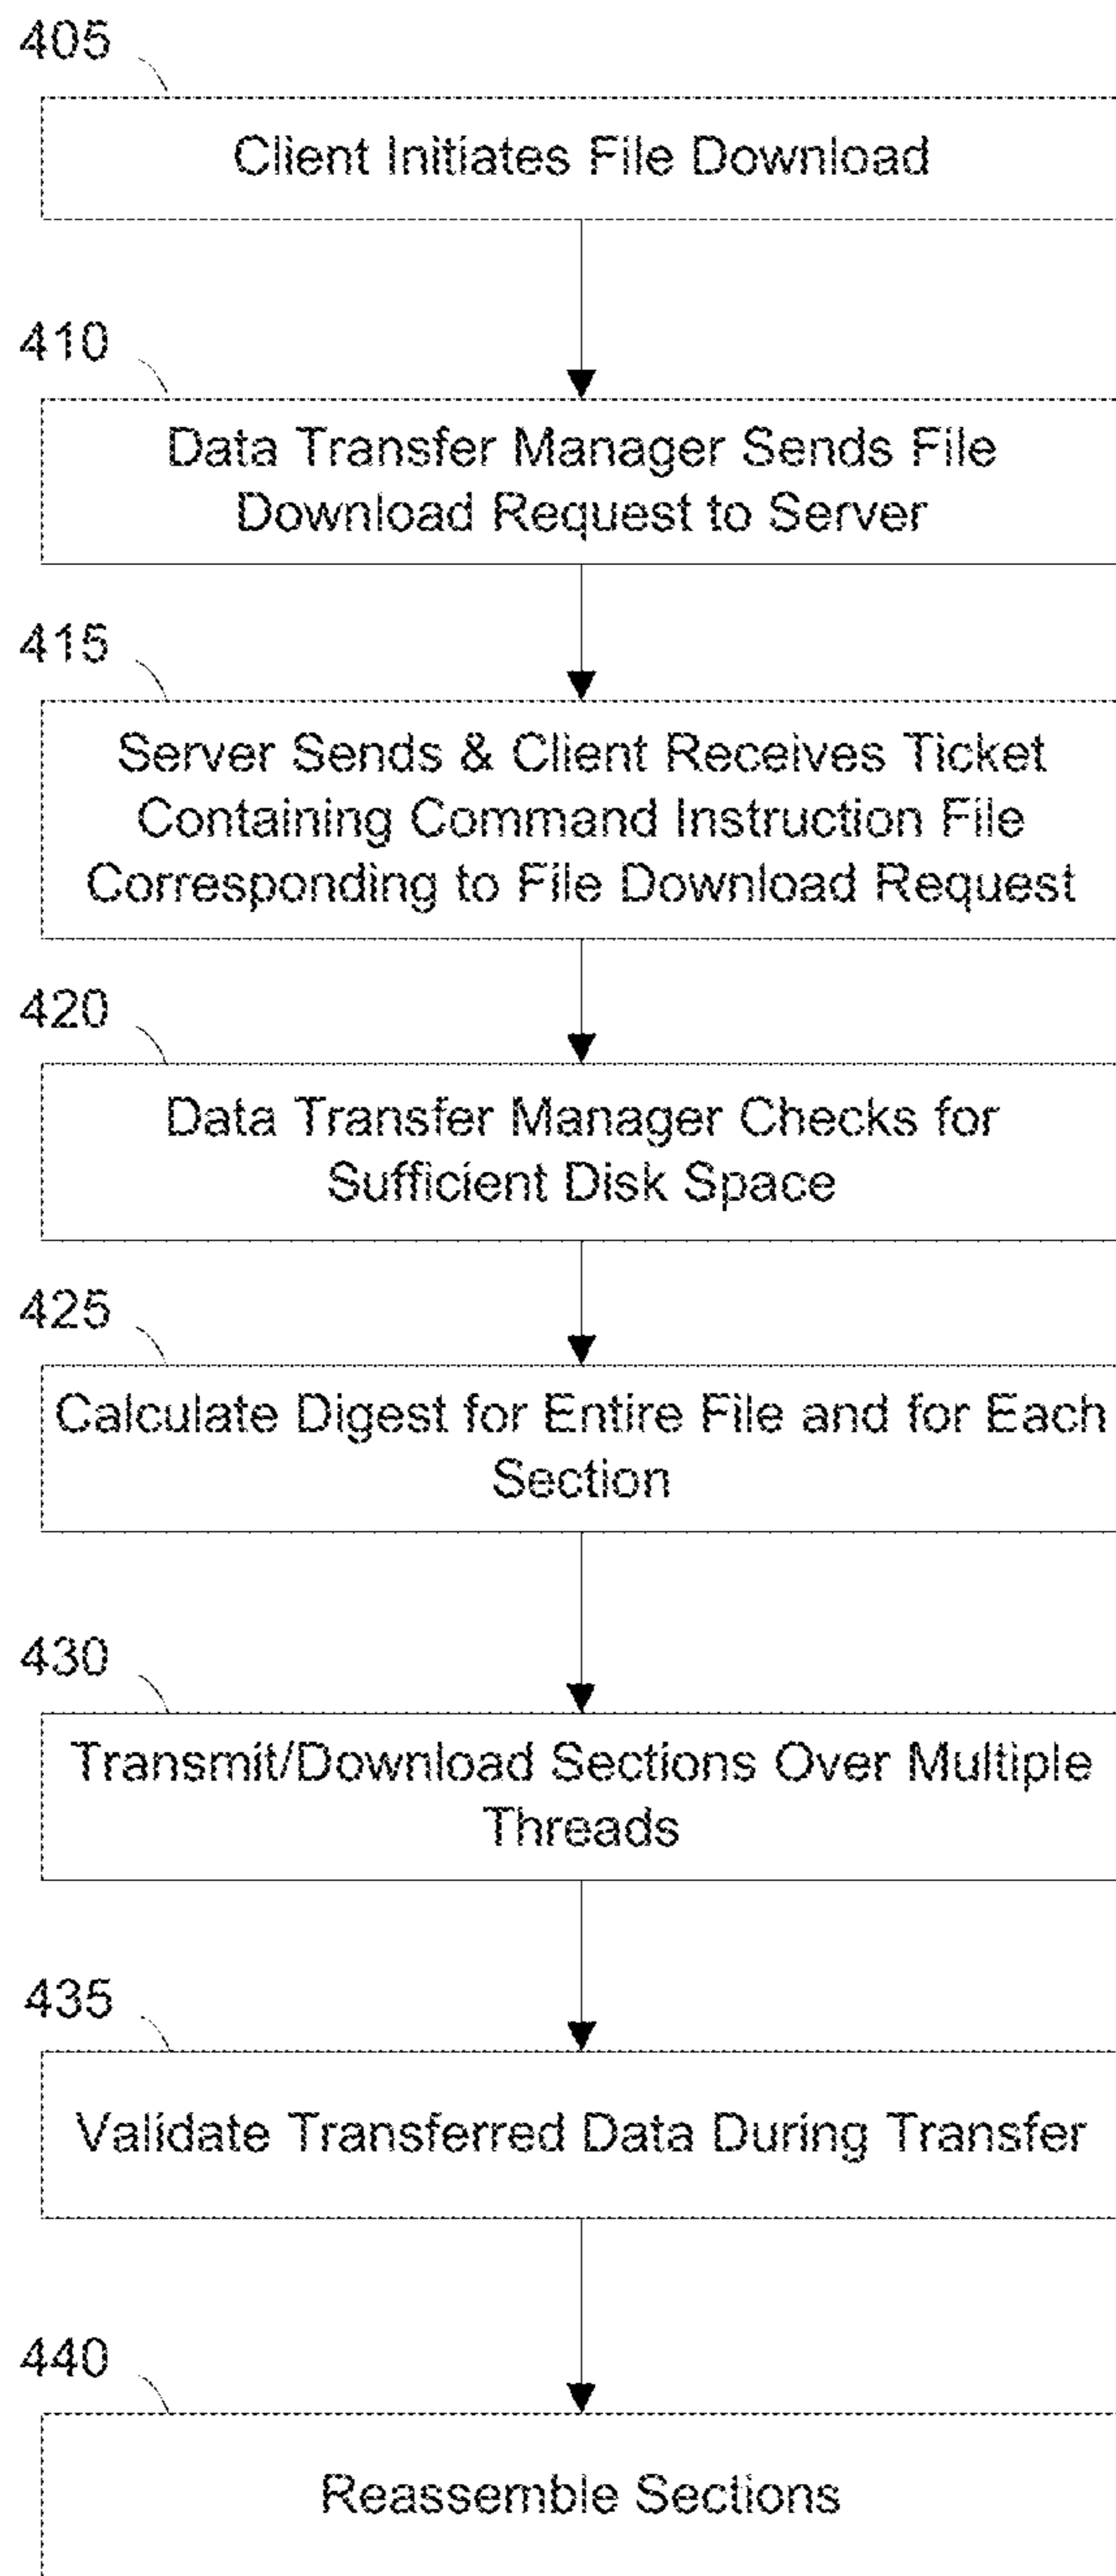 405
Client Initiates File Download
410
Data Transfer Manager Sends File
Download Request to Server
415
Server Sends & Client Receives Ticket
Containing Command Instruction File
Corresponding to File Download Request
420
Data Transfer Manager Checks for
Sufficient Disk Space
425
Calculate Digest for Entire File and for Each
Section
430
Transmit/Download Sections Over Multiple
Threads
435
Validate Transferred Data During Transfer
440
Reassemble Sections